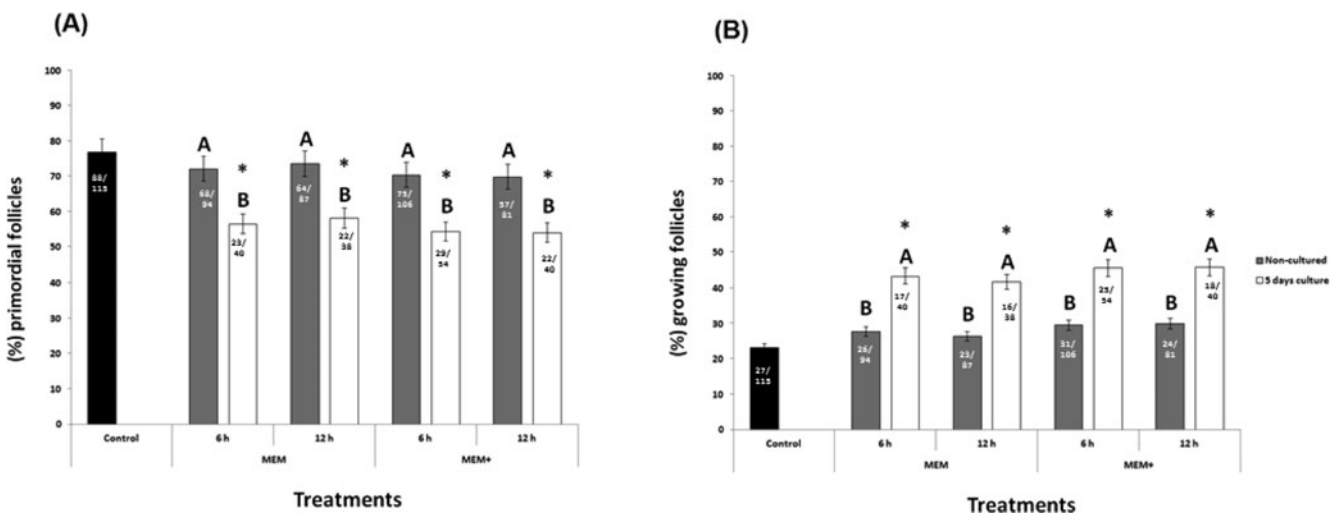 (A)
(%) primordial follicles
100
90
80
70
60
50
40
30
20
10
0
88/
115
A
68/
94
*
B
23/
40
A
64/
87
*
B
22/
38
A
75/
106
*
B
29/
54
A
57/
81
*
B
22/
40
Control
6 h
12 h
6 h
12 h
MEM
MEM+
Treatments
(B)
(%) growing follicles
100
90
80
70
60
50
40
30
20
10
0
27/
115
B
26/
94
*
A
17/
40
B
23/
87
*
A
16/
38
B
31/
106
*
A
25/
54
B
24/
81
*
A
18/
40
Control
6 h
12 h
6 h
12 h
MEM
MEM+
Treatments
Non-cultured
5 days culture